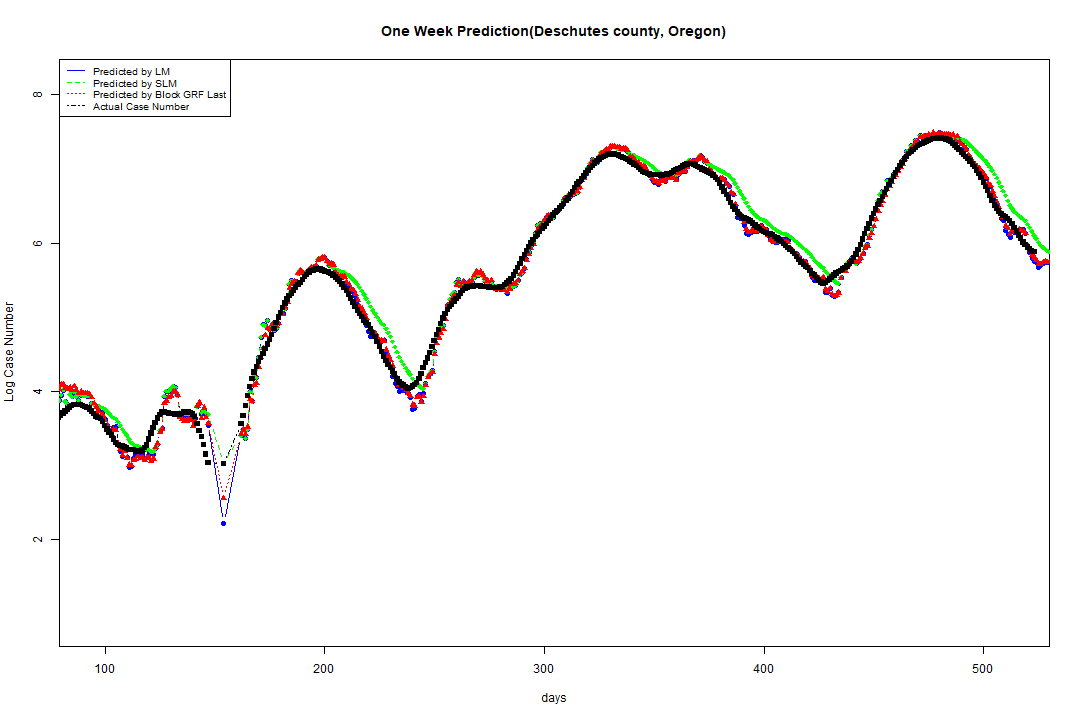 One Week Prediction(Deschutes county, Oregon)
Predicted by LM
Predicted by SLM
Predicted by Block GRF Last
Actual Case Number
8
6
4
2
Log Case Number
100 200 300 400 500
days